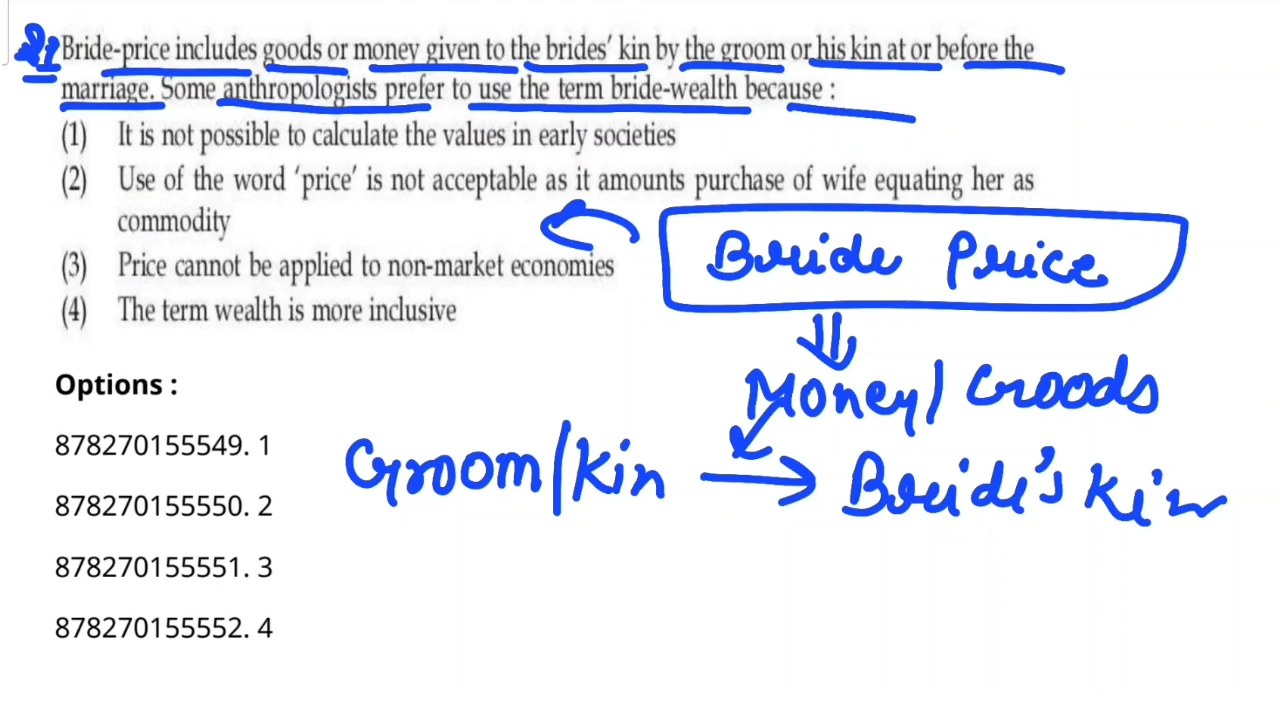 Q1 Bride-price includes goods or money given to the brides' kin by the groom or his kin at or before the
marriage. Some anthropologists prefer to use the term bride-wealth because :
(1) It is not possible to calculate the values in early societies
(2) Use of the word 'price' is not acceptable as it amounts purchase of wife equating her as
commodity
Bride Price
(3) Price cannot be applied to non-market economies
(4) The term wealth is more inclusive
Money/ Goods
Options :
878270155549. 1
Groom/Kin → Bride's Kin
878270155550. 2
878270155551. 3
878270155552. 4